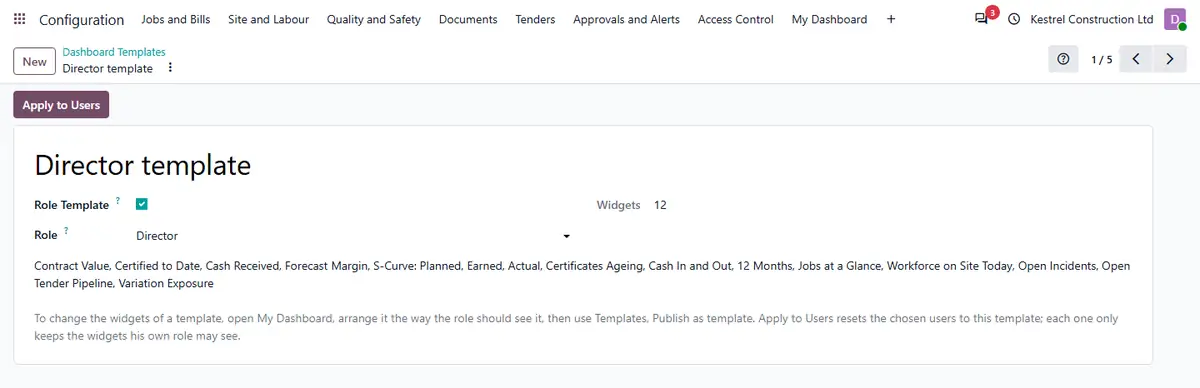 Configuration Jobs and Bills Site and Labour Quality and Safety Documents Tenders Approvals and Alerts Access Control My Dashboard + 3 Kestrel Construction Ltd D
New Dashboard Templates
Director template
1 / 5
Apply to Users
Director template
Role Template ? Widgets 12
Role ? Director
Contract Value, Certified to Date, Cash Received, Forecast Margin, S-Curve: Planned, Earned, Actual, Certificates Ageing, Cash In and Out, 12 Months, Jobs at a Glance, Workforce on Site Today, Open Incidents, Open
Tender Pipeline, Variation Exposure
To change the widgets of a template, open My Dashboard, arrange it the way the role should see it, then use Templates, Publish as template. Apply to Users resets the chosen users to this template; each one only
keeps the widgets his own role may see.